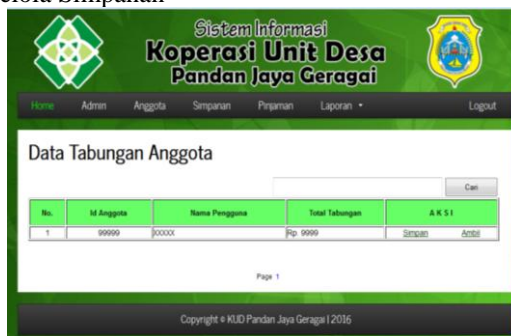 Simpanan
Sistem Informasi
Koperasi Unit Desa
Pandan Jaya Geragai
Home Admin Anggota Simpanan Pinjaman Laporan Logout
Data Tabungan Anggota
Cari
No. Id Anggota Nama Pengguna Total Tabungan A K S I
1 99999 XXXXX Rp 9999 Simpan Ambil
Page 1
Copyright © KUD Pandan Jaya Geragai | 2016